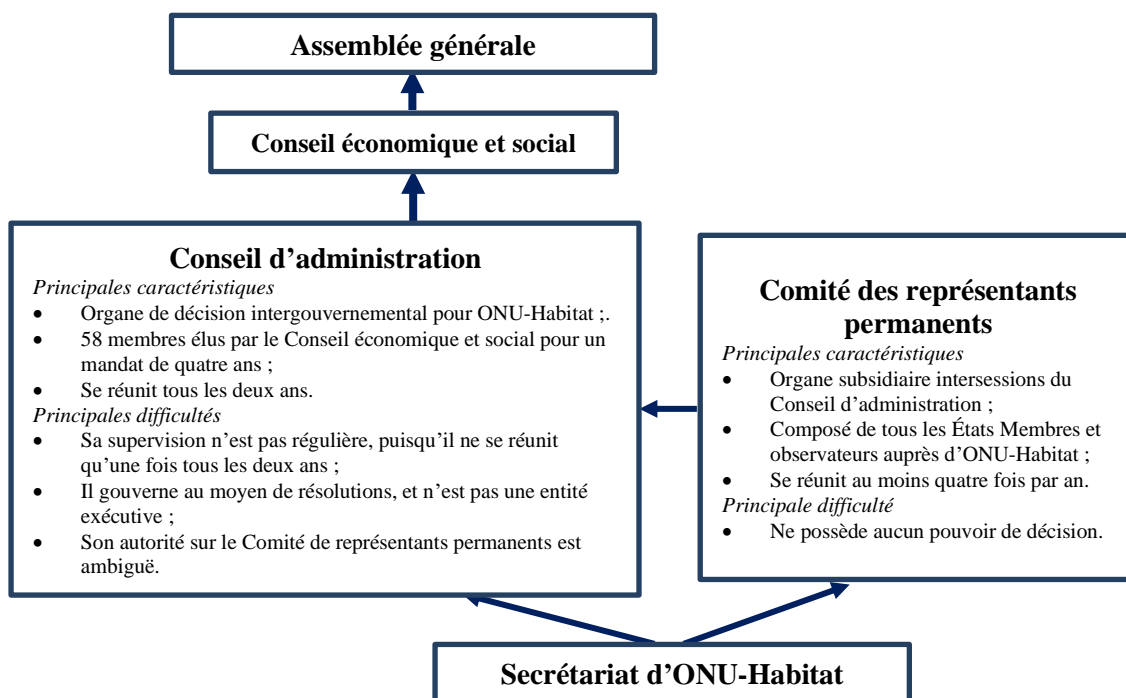 Assemblée générale
Conseil économique et social
Conseil d’administration
Principales caractéristiques
• Organe de décision intergouvernemental pour ONU-Habitat ;.
• 58 membres élus par le Conseil économique et social pour un
mandat de quatre ans ;
• Se réunit tous les deux ans.
Principales difficultés
• Sa supervision n’est pas régulière, puisqu’il ne se réunit
qu’une fois tous les deux ans ;
• Il gouverne au moyen de résolutions, et n’est pas une entité
exécutive ;
• Son autorité sur le Comité de représentants permanents est
ambiguë.
Comité des représentants
permanents
Principales caractéristiques
• Organe subsidiaire intersessions du
Conseil d’administration ;
• Composé de tous les États Membres et
observateurs auprès d’ONU-Habitat ;
• Se réunit au moins quatre fois par an.
Principale difficulté
• Ne possède aucun pouvoir de décision.
Secrétariat d’ONU-Habitat